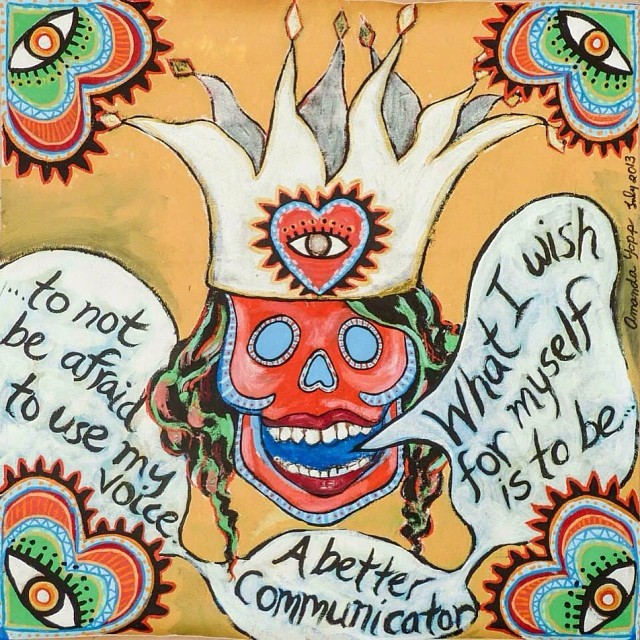 What I wish
for myself
is to be
A better
Communicator
...to not
be afraid
to use my
voice
Amanda July 2013